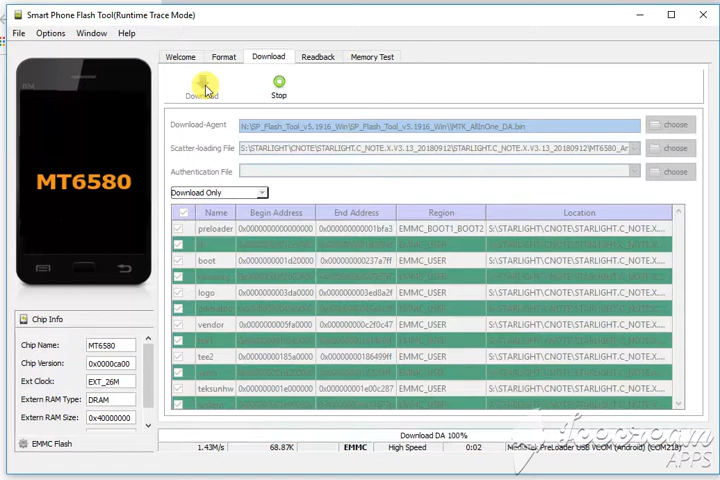 Smart Phone Flash Tool(Runtime Trace Mode)
File Options Window Help
Welcome Format Download Readback Memory Test
Download Stop
Download-Agent N:\SP_Flash_Tool_v5.1916_Win\SP_Flash_Tool_v5.1916_Win\\MTK_AllInOne_DA.bin choose
Scatter-loading File S:\STARLIGHT\CNOTE\STARLIGHT.C_NOTE.X.V3.13_20180912\STARLIGHT.C_NOTE.X.V3.13_20180912\MT6580_An choose
Authentication File choose
Download Only
Name Begin Address End Address Region Location
preloader 0x0000000000000000 0x000000000001bfa3 EMMC_BOOT1_BOOT2 S:\STARLIGHT\CNOTE\STARLIGHT.C_NOTE.X....
boot 0x0000000001d20000 0x000000000237a7ff EMMC_USER S:\STARLIGHT\CNOTE\STARLIGHT.C_NOTE.X....
logo 0x0000000003da0000 0x0000000003ed8a2f EMMC_USER S:\STARLIGHT\CNOTE\STARLIGHT.C_NOTE.X....
vendor 0x0000000005fa0000 0x000000000c2f0c47 EMMC_USER S:\STARLIGHT\CNOTE\STARLIGHT.C_NOTE.X....
tee2 0x000000000185a0000 0x000000000186499ff EMMC_USER S:\STARLIGHT\CNOTE\STARLIGHT.C_NOTE.X....
teksunhw 0x000000001e000000 0x000000001e00c287 EMMC_USER S:\STARLIGHT\CNOTE\STARLIGHT.C_NOTE.X....
BM
MT6580
Chip Info
Chip Name: MT6580
Chip Version: 0x0000ca00
Ext Clock: EXT_26M
Extern RAM Type: DRAM
Extern RAM Size: 0x40000000
EMMC Flash
Download DA 100%
1.43M/s 68.87K EMMC High Speed 0:02 MediaTek PreLoader USB VCOM (Android) (COM218)
APPS